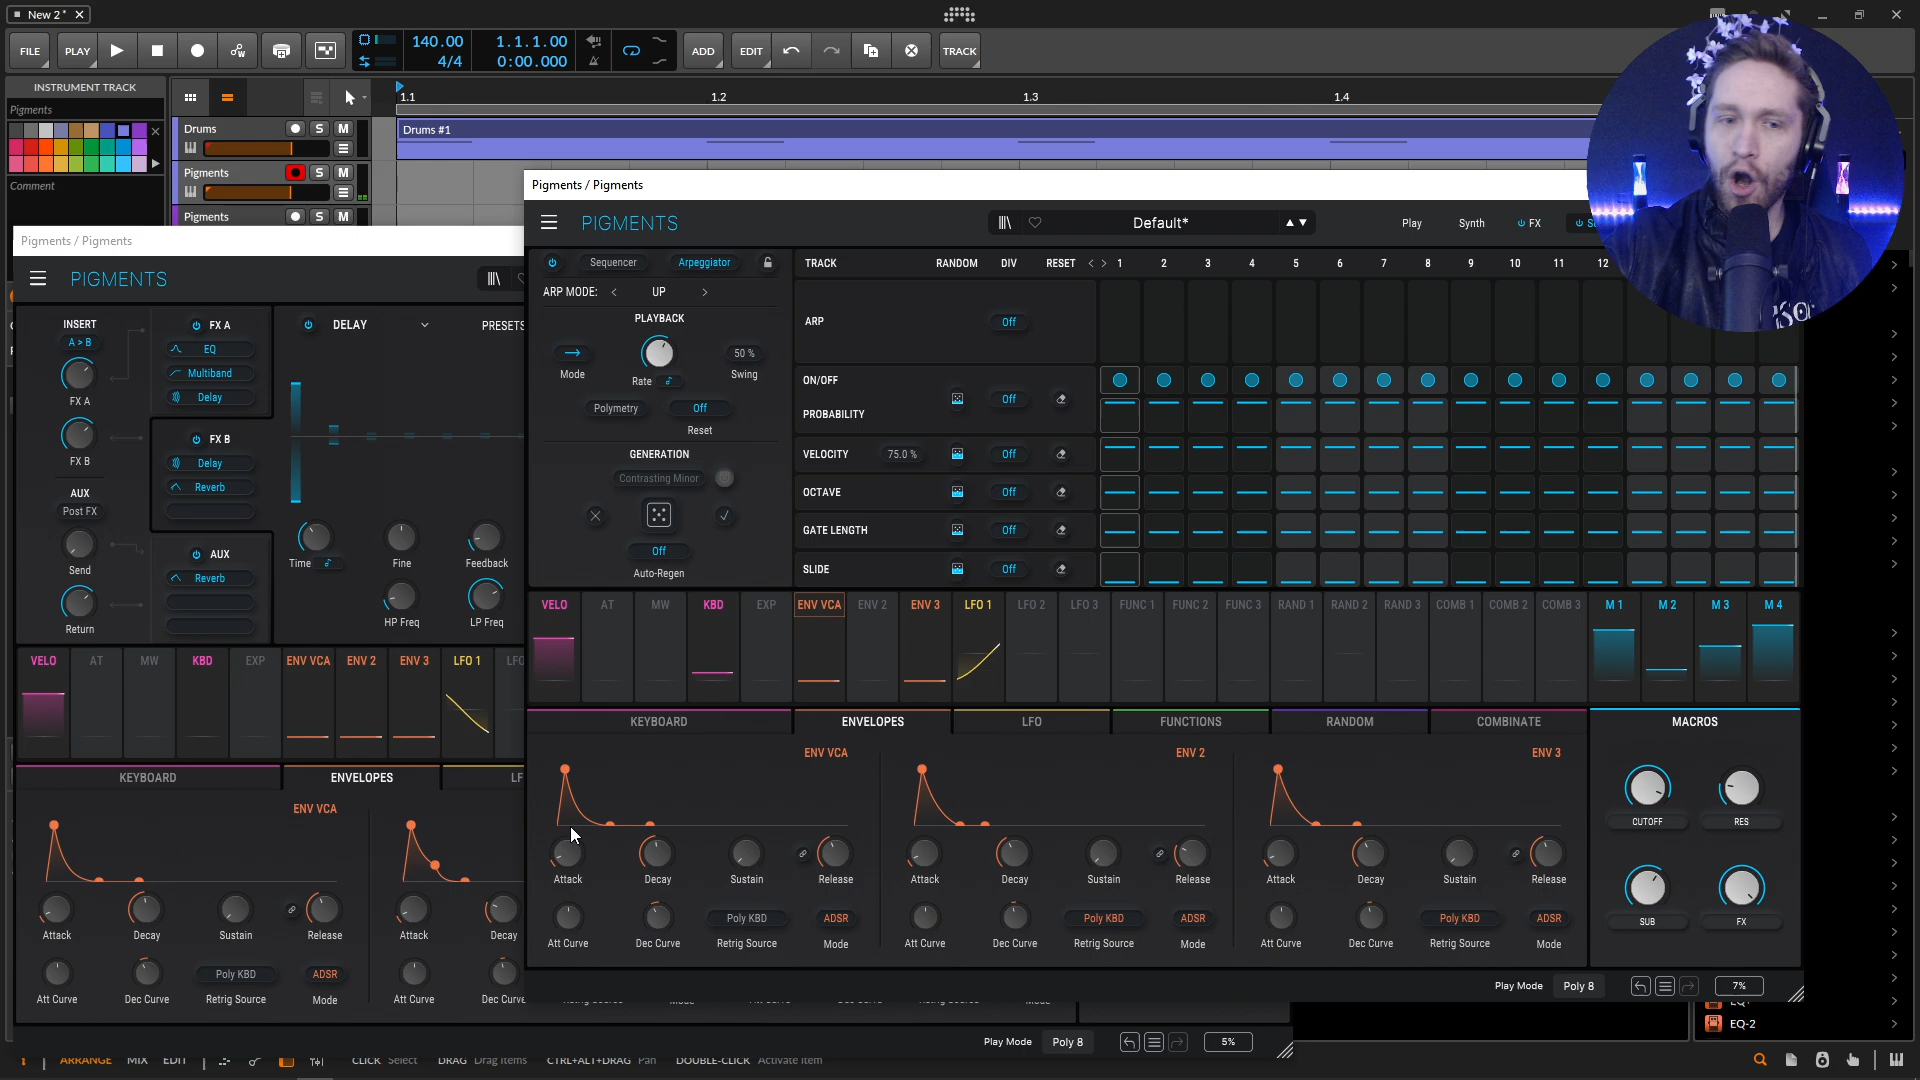 New 2*
FILE
PLAY
ADD
EDIT
TRACK
140.00
4/4
1.1.1.00
0:00.000
INSTRUMENT TRACK
Pigments
Comment
1.1
1.2
1.3
1.4
Drums
S
M
Drums #1
Pigments
S
M
Pigments
S
M
Pigments / Pigments
PIGMENTS
INSERT
A > B
FX A
FX B
AUX
Post FX
Send
Return
FX A
EQ
Multiband
Delay
FX B
Delay
Reverb
AUX
Reverb
DELAY
PRESETS
Time
Fine
Feedback
HP Freq
LP Freq
VELO
AT
MW
KBD
EXP
ENV VCA
ENV 2
ENV 3
LFO 1
KEYBOARD
ENVELOPES
ENV VCA
Attack
Decay
Sustain
Release
Attack
Decay
Att Curve
Dec Curve
Poly KBD
Retrig Source
ADSR
Mode
Att Curve
Play Mode
Poly 8
5%
Pigments / Pigments
PIGMENTS
Default*
Play
Synth
FX
Sequencer
Arpeggiator
ARP MODE:
UP
PLAYBACK
Mode
Rate
50 %
Swing
Polymetry
Off
Reset
GENERATION
Contrasting Minor
Off
Auto-Regen
TRACK
RANDOM
DIV
RESET
< >
1 2 3 4 5 6 7 8 9 10 11 12
ARP
Off
ON/OFF
PROBABILITY
Off
VELOCITY
75.0 %
Off
OCTAVE
Off
GATE LENGTH
Off
SLIDE
Off
VELO
AT
MW
KBD
EXP
ENV VCA
ENV 2
ENV 3
LFO 1
LFO 2
LFO 3
FUNC 1
FUNC 2
FUNC 3
RAND 1
RAND 2
RAND 3
COMB 1
COMB 2
COMB 3
M 1
M 2
M 3
M 4
KEYBOARD
ENVELOPES
LFO
FUNCTIONS
RANDOM
COMBINATE
MACROS
ENV VCA
ENV 2
ENV 3
Attack
Decay
Sustain
Release
Attack
Decay
Sustain
Release
Attack
Decay
Sustain
Release
Att Curve
Dec Curve
Poly KBD
Retrig Source
ADSR
Mode
Att Curve
Dec Curve
Poly KBD
Retrig Source
ADSR
Mode
Att Curve
Dec Curve
Poly KBD
Retrig Source
ADSR
Mode
CUTOFF
RES
SUB
FX
Play Mode
Poly 8
7%
EQ-2
ARRANGE
MIX
EDIT
CLICK Select
DRAG Drag Items
CTRL+ALT+DRAG Pan
DOUBLE-CLICK Activate Item